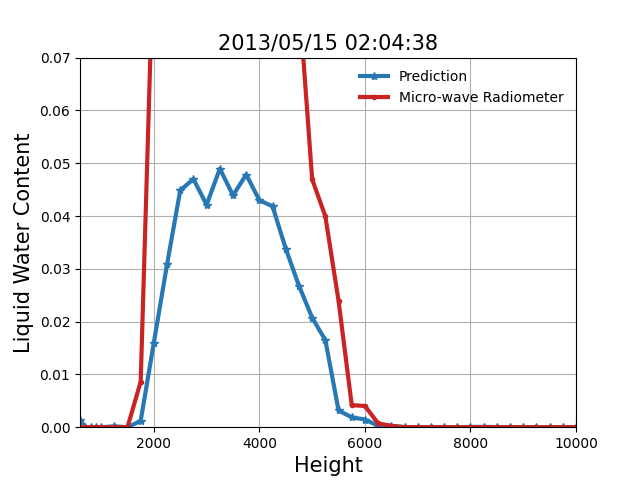 2013/05/15 02:04:38
Prediction
Micro-wave Radiometer
Liquid Water Content
0.07
0.06
0.05
0.04
0.03
0.02
0.01
0.00
2000 4000 6000 8000 10000
Height